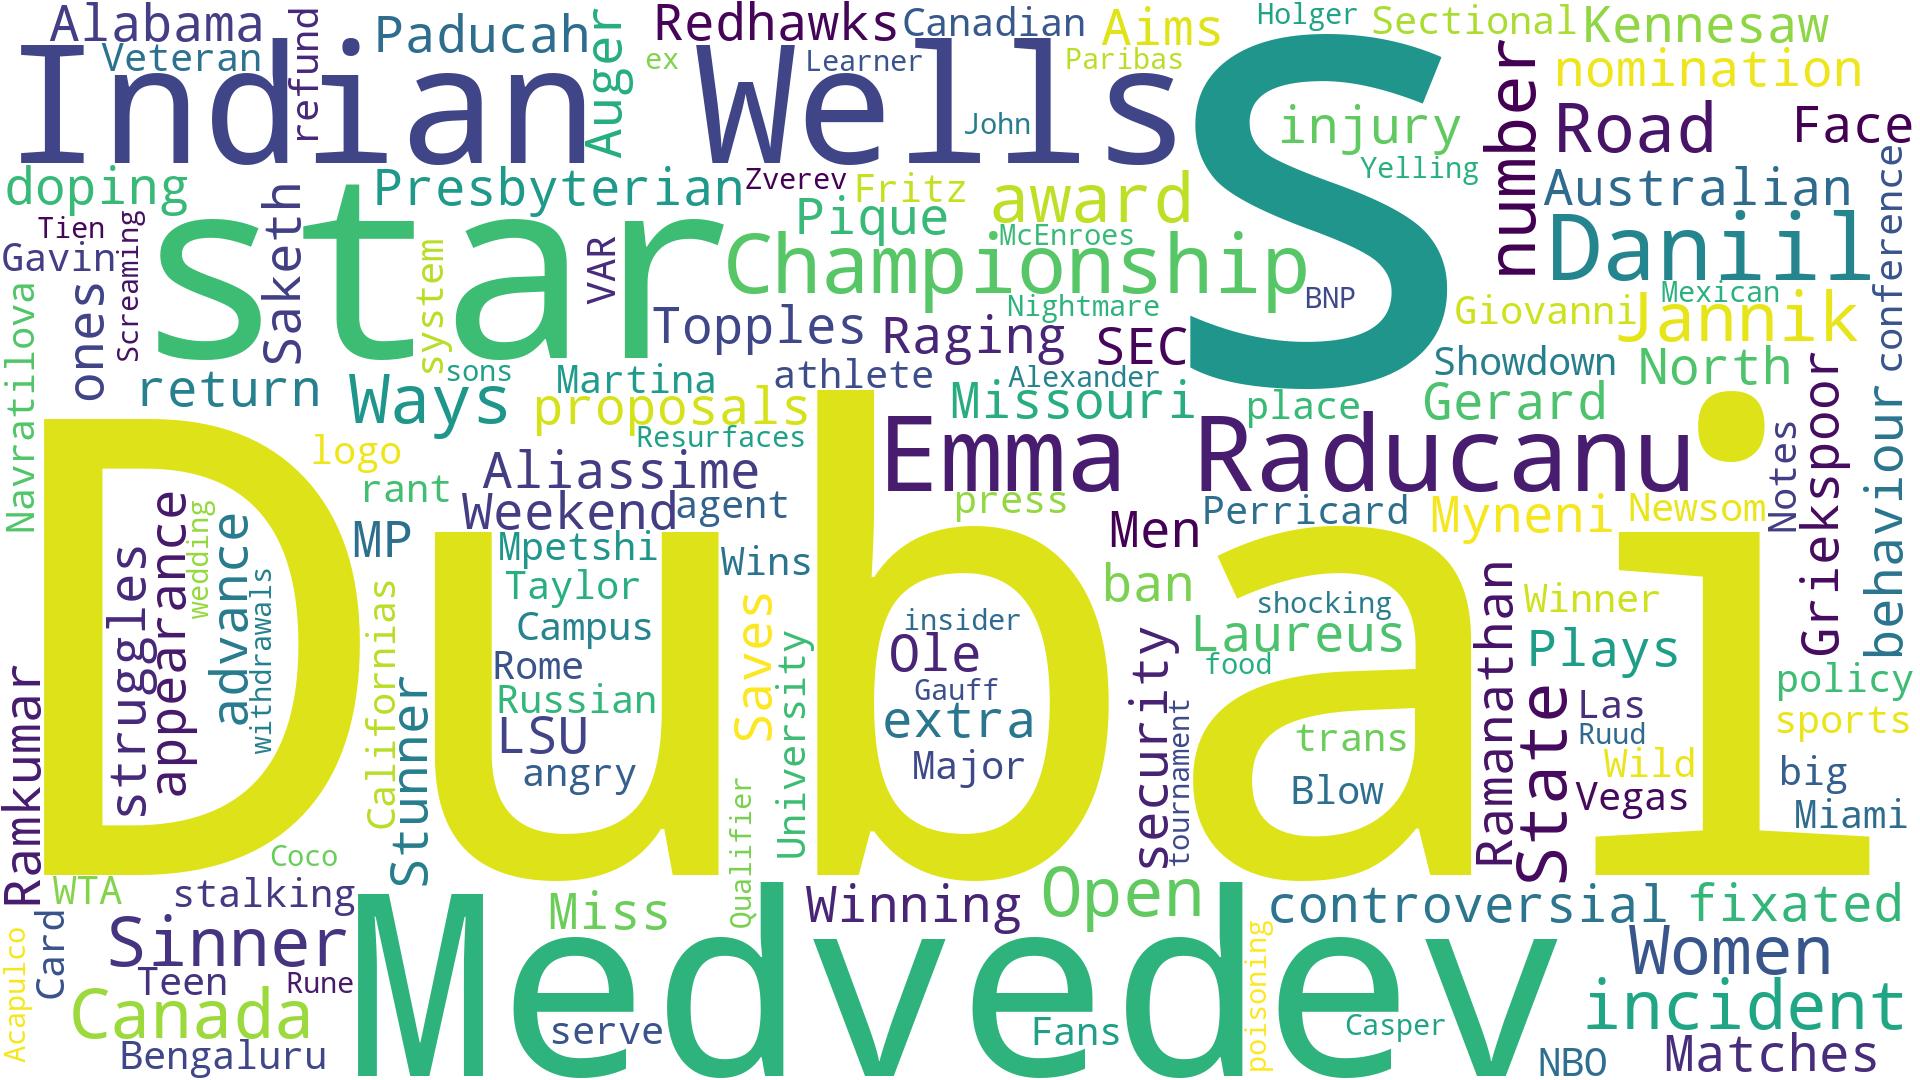 Alabama
Veteran
refund
Paducah
Auger
ex
Redhawks
Canadian
Learner
Aims
Paribas
Holger
Sectional
Kennesaw
Indian Wells
John
S
injury
Yelling
number
nomination
Road
Face
doping
Presbyterian
Zverev
Fritz
award
Australian
conference
Tien
Screaming
Saketh
star
system
VAR
Pique
McEnroes
Championship
Daniil
Gavin
BNP
Nightmare
Mexican
Giovanni
Jannik
Navratilova
ones
Topples
Raging
SEC
Showdown
North
return
sons
Martina
athlete
Alexander
Ways
proposals
Missouri
place
Gerard
Griekspoor
Resurfaces
Emma Raducanu
logo
rant
Aliassime
Notes
behaviour
Dubai
Weekend
agent
press
Men
Perricard
Myneni
Newsom
struggles
appearance
wedding
advance
withdrawals
MP
Mpetshi
Wins
Taylor
ban
Campus
Saves
insider
shocking
Winner
Californias
Rome
Ole
Laureus
Plays
Russian
University
Gauff
food
Ramanathan
policy
LSU
extra
security
tournament
trans
State
Las
sports
Ramkumar
Stunner
angry
Major
Blow
Ruud
Wild
Vegas
big
Miami
Qualifier
Coco
WTA
stalking
Miss
Winning
Open
controversial
fixated
Card
Sinner
Medvedev
Women
Acapulco
Teen
Rune
poisoning
incident
Canada
serve
Fans
Casper
Bengaluru
NBO
Matches